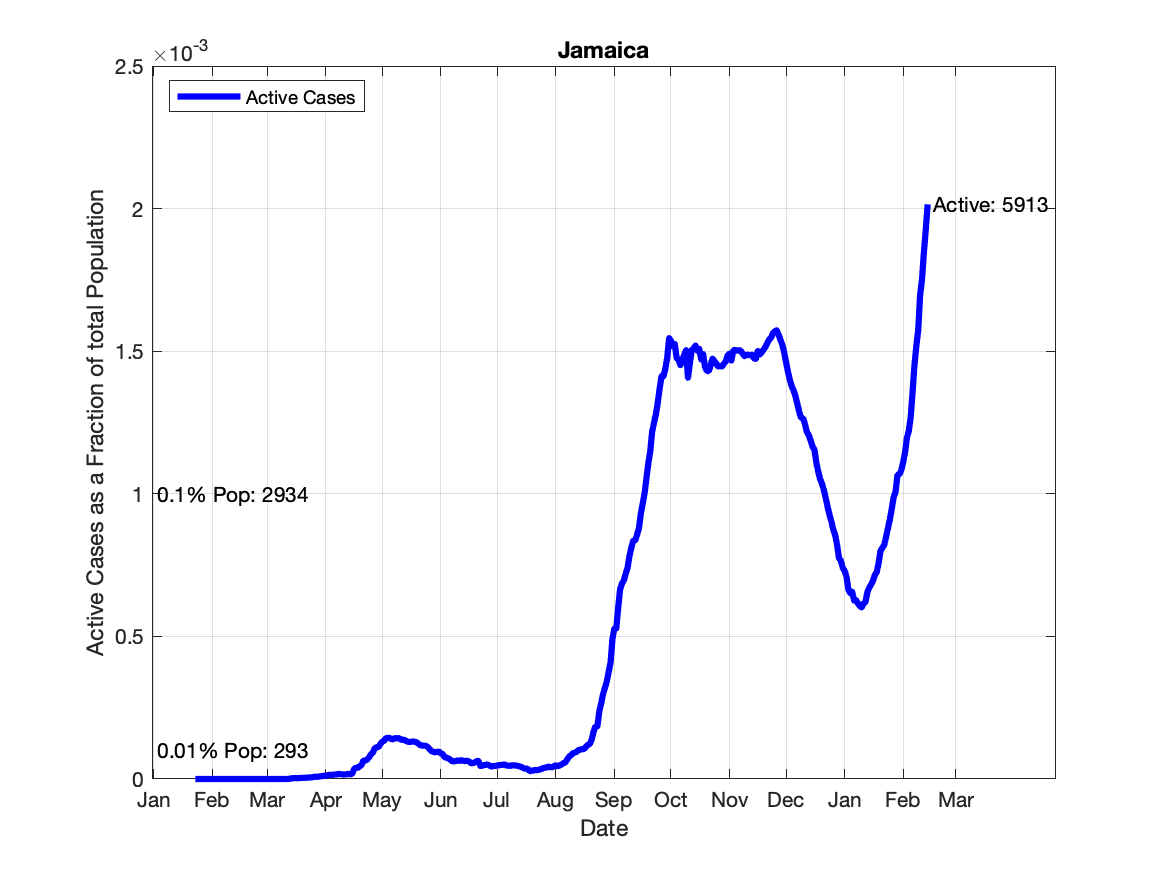 Jamaica
×10-3
2.5
2
1.5
1
0.5
0
Active Cases as a Fraction of total Population
Active Cases
Active: 5913
0.1% Pop: 2934
0.01% Pop: 293
Jan Feb Mar Apr May Jun Jul Aug Sep Oct Nov Dec Jan Feb Mar
Date